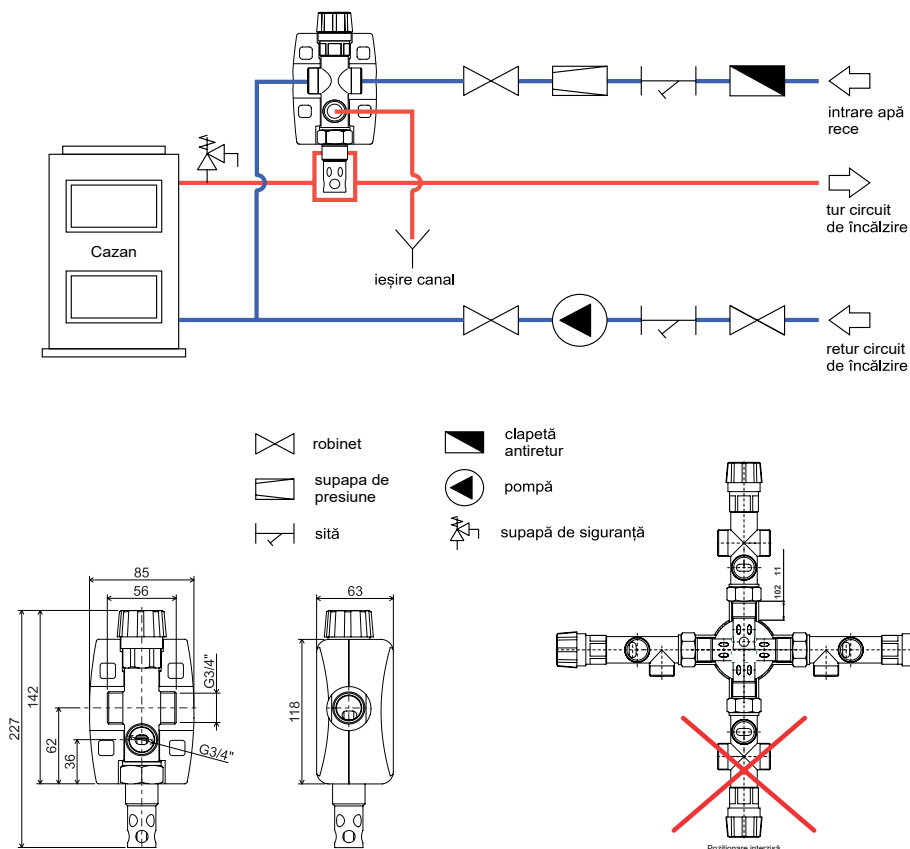 intrare apă
rece
tur circuit
de încălzire
Cazan
ieșire canal
retur circuit
de încălzire
robinet
clapetă
antiretur
supapa de
presiune
pompă
sită
supapă de siguranță
85
56
63
102 11
G3/4"
142
227
118
62
36
G3/4"
Poziționare interzisă